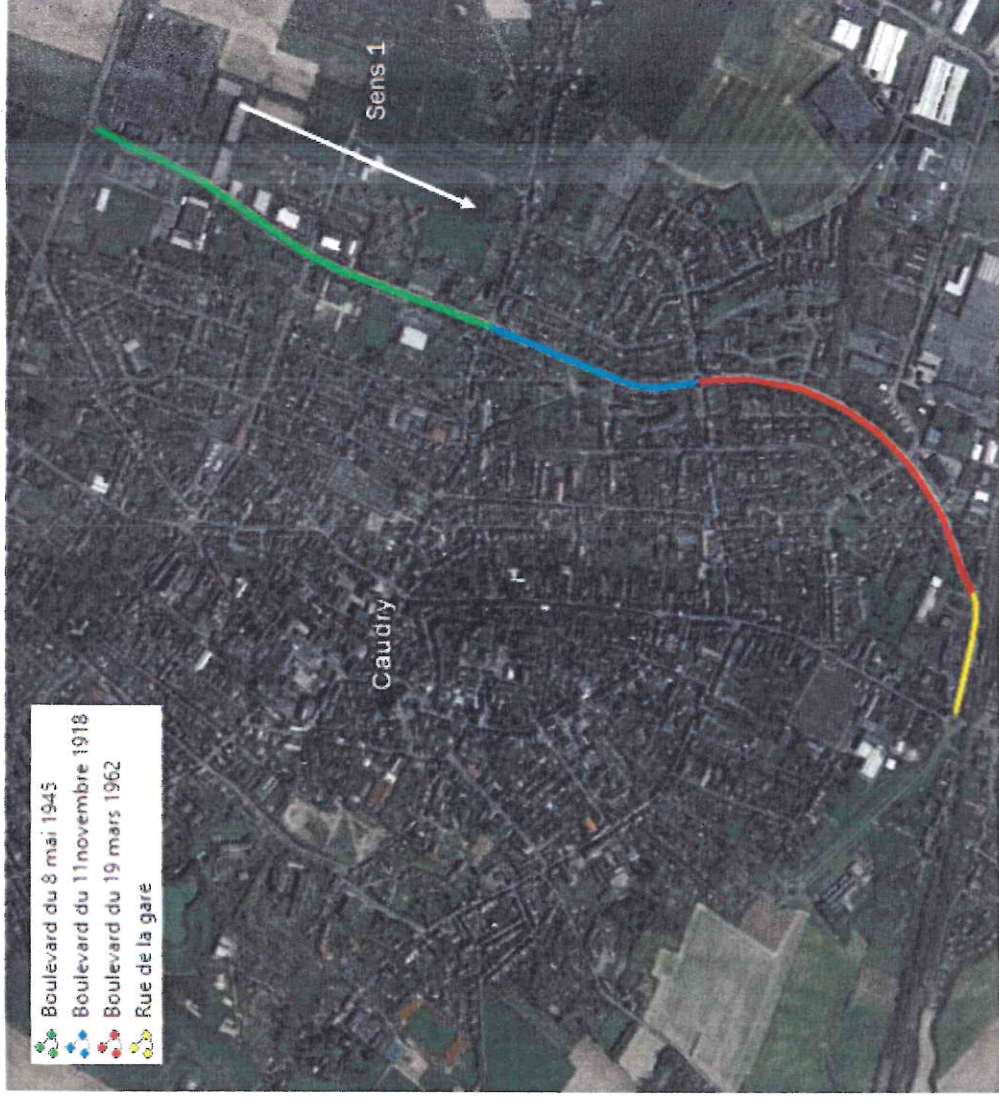 Boulevard du 8 mai 1945
Boulevard du 11novembre 1918
Boulevard du 19 mars 1962
Rue de la gare
Caudry
Sens 1